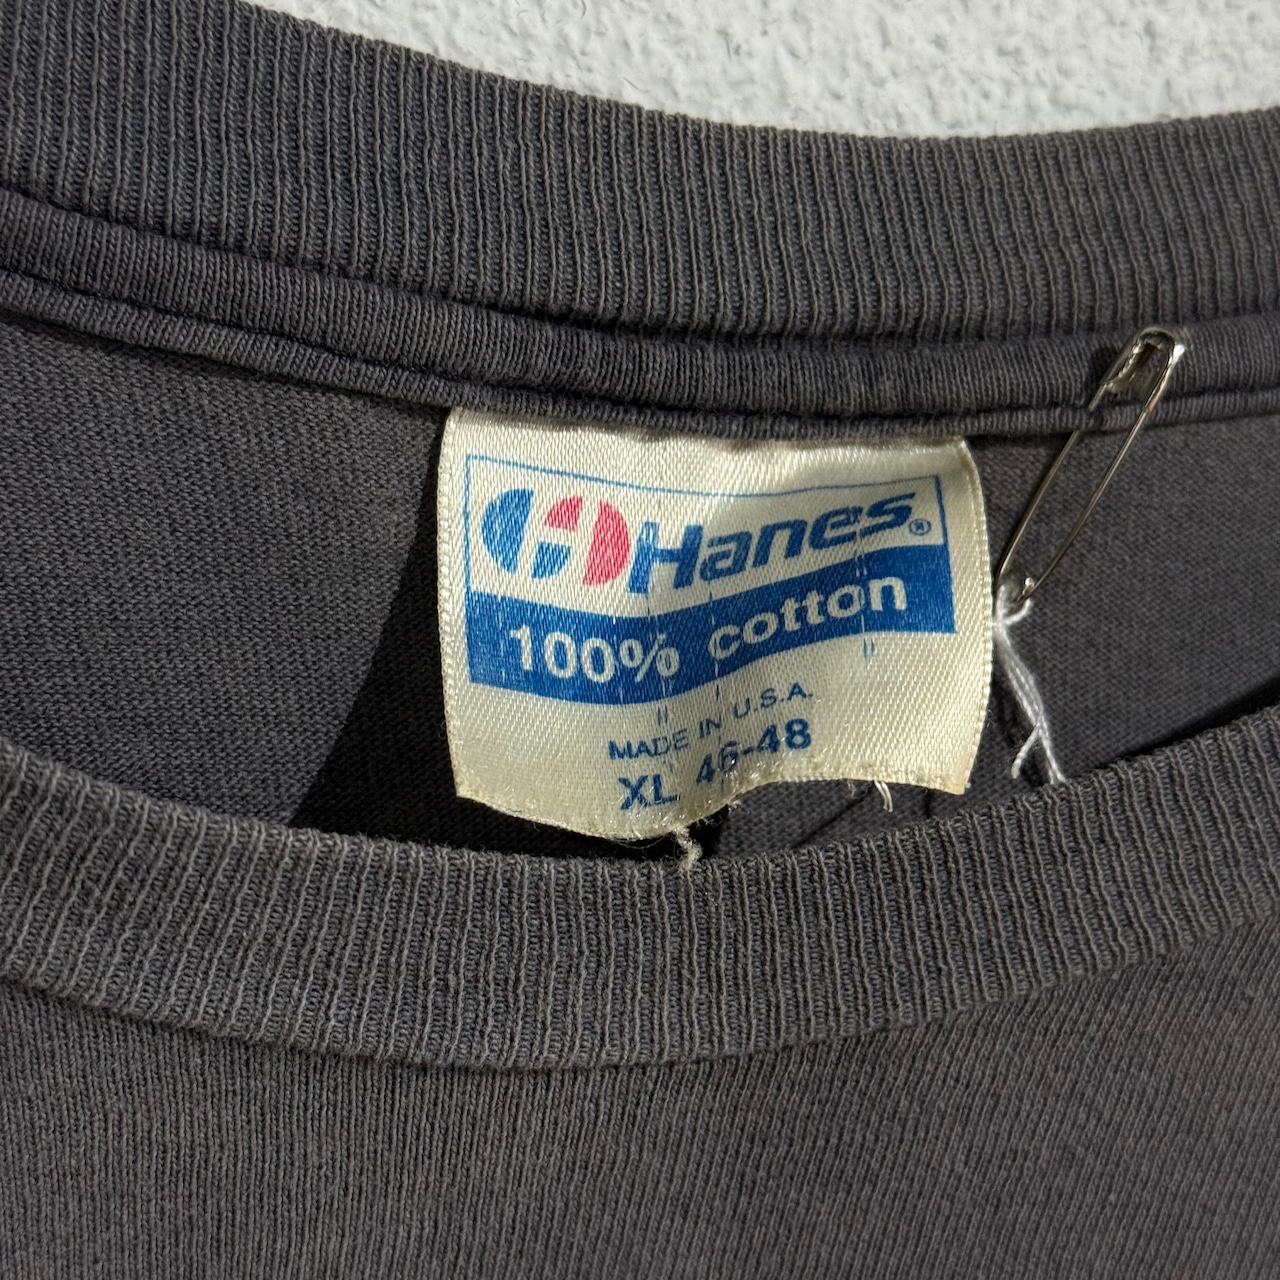 Hanes®
100% cotton
MADE IN U.S.A.
XL 46-48